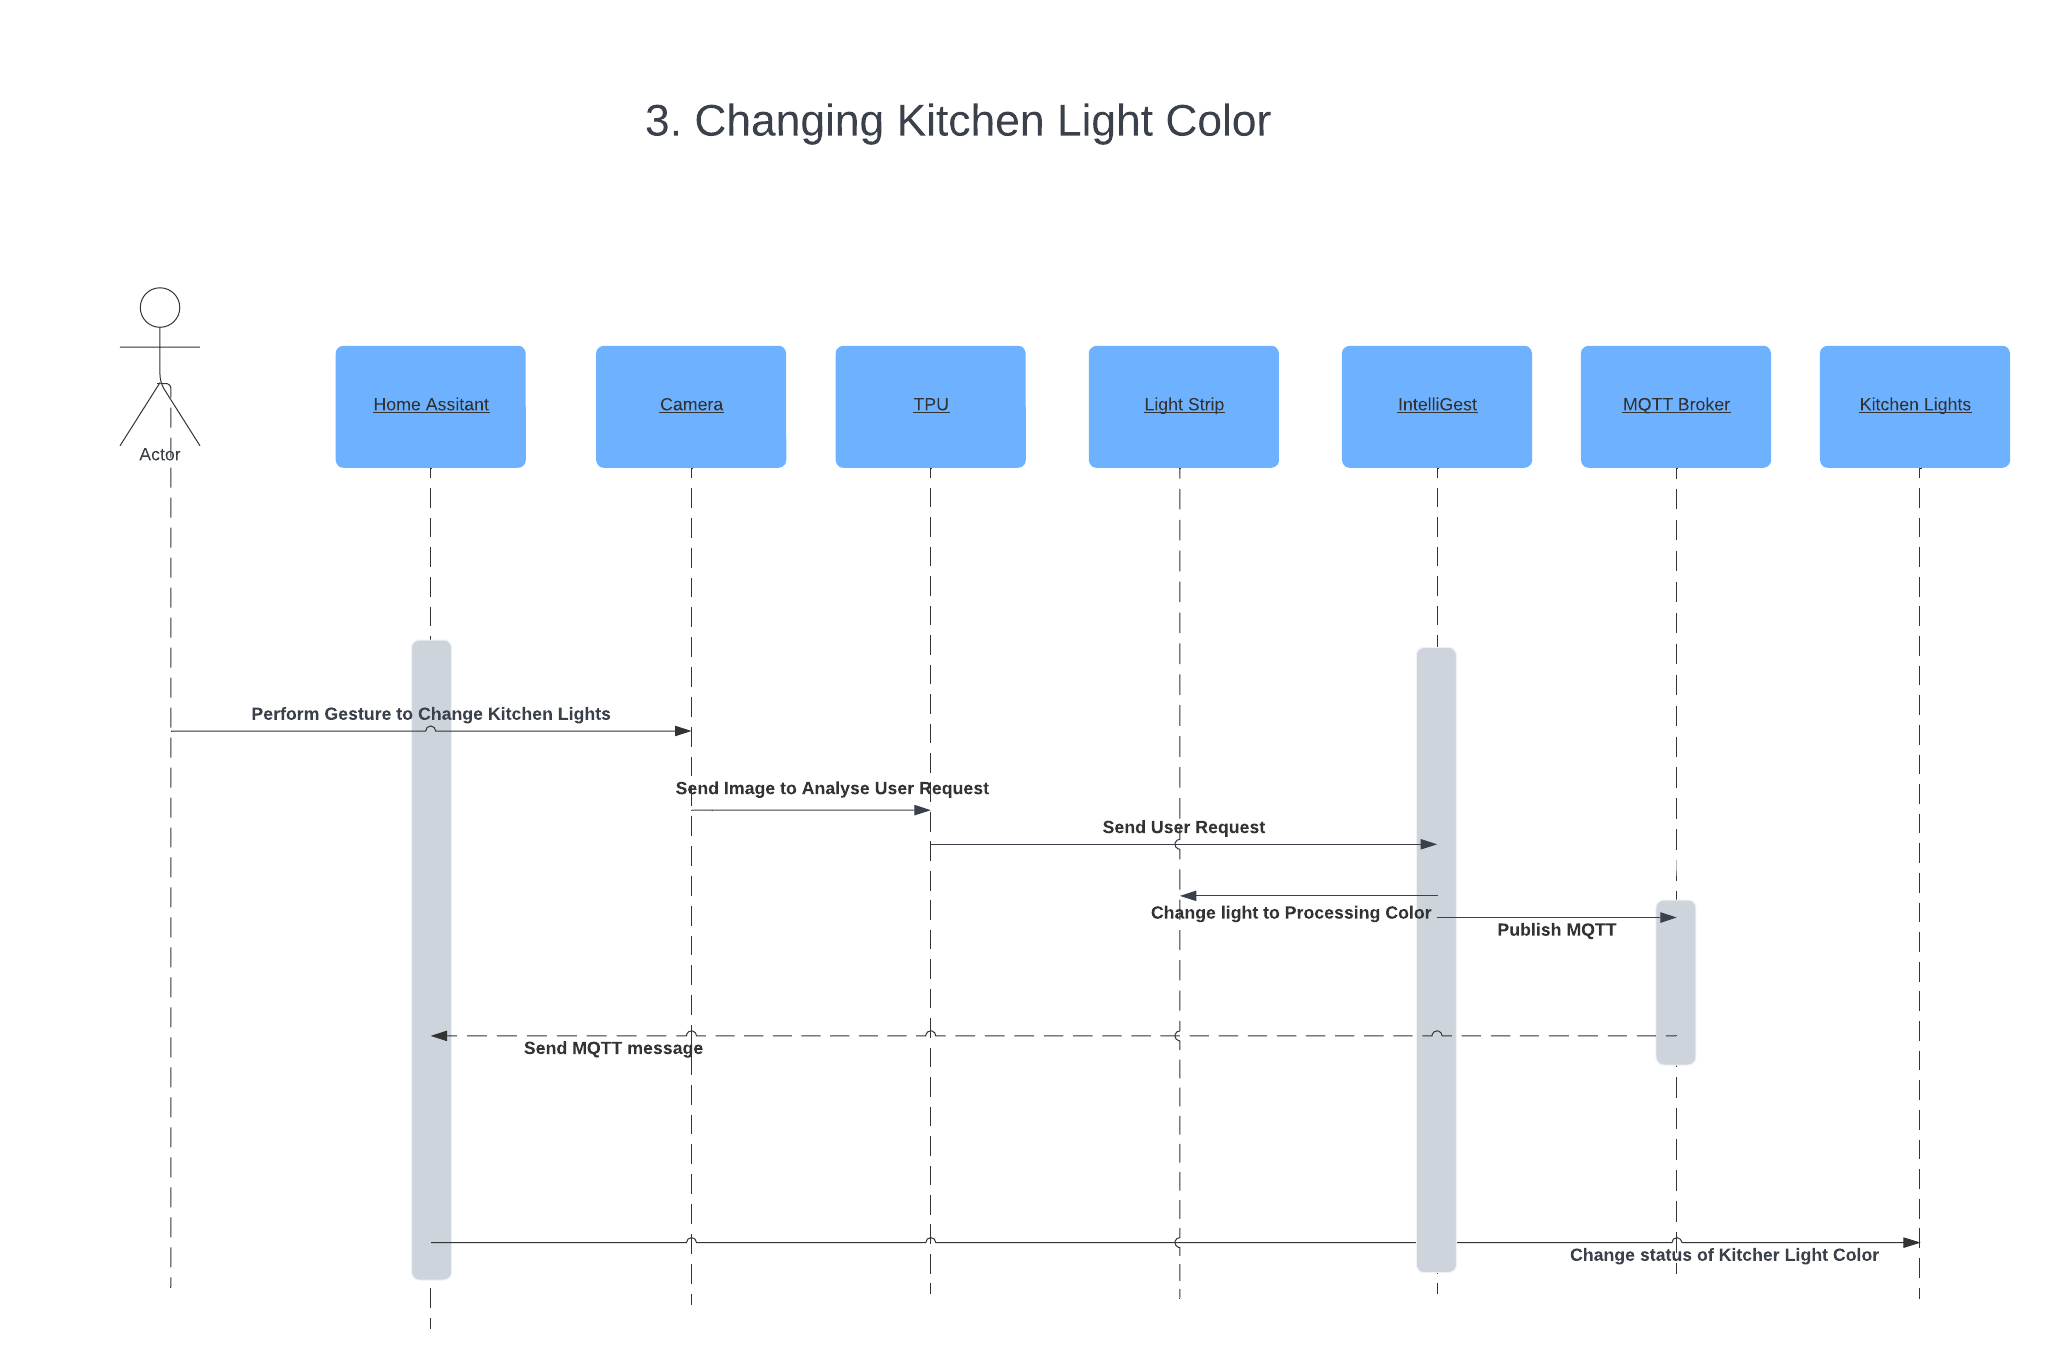 3. Changing Kitchen Light Color
Actor
Home Assitant
Camera
TPU
Light Strip
IntelliGest
MQTT Broker
Kitchen Lights
Perform Gesture to Change Kitchen Lights
Send Image to Analyse User Request
Send User Request
Change light to Processing Color
Publish MQTT
Send MQTT message
Change status of Kitcher Light Color